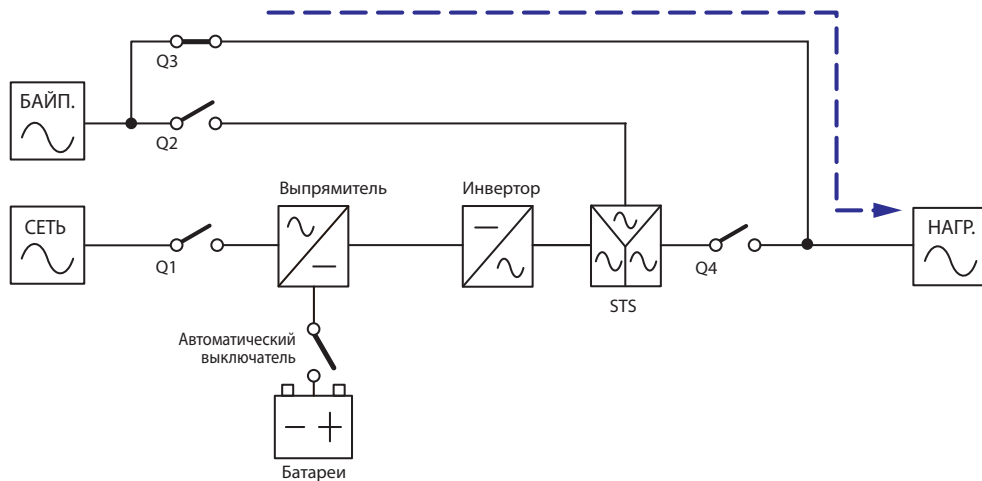 Q3
БАЙП.
Q2
Выпрямитель
Инвертор
СЕТЬ
НАГР.
Q1
Q4
STS
Автоматический
выключатель
Батареи